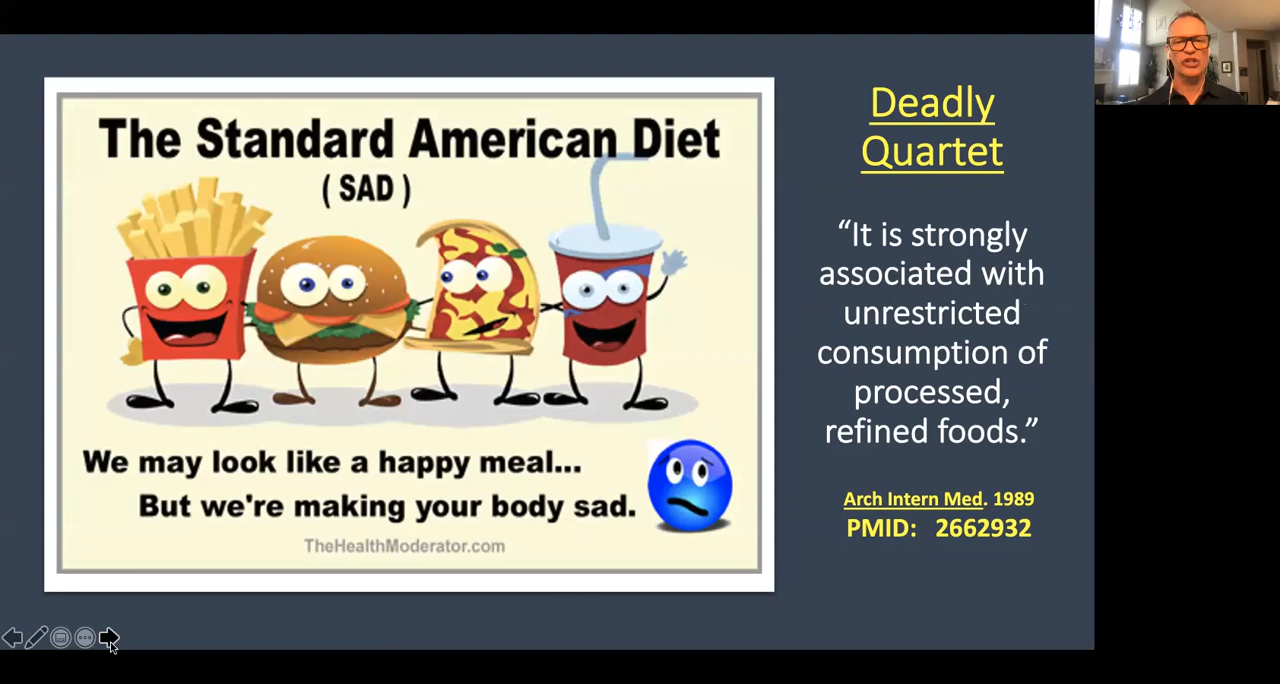 The Standard American Diet
( SAD )
We may look like a happy meal...
But we're making your body sad.
TheHealthModerator.com
Deadly
Quartet
“It is strongly
associated with
unrestricted
consumption of
processed,
refined foods.”
Arch Intern Med. 1989
PMID: 2662932